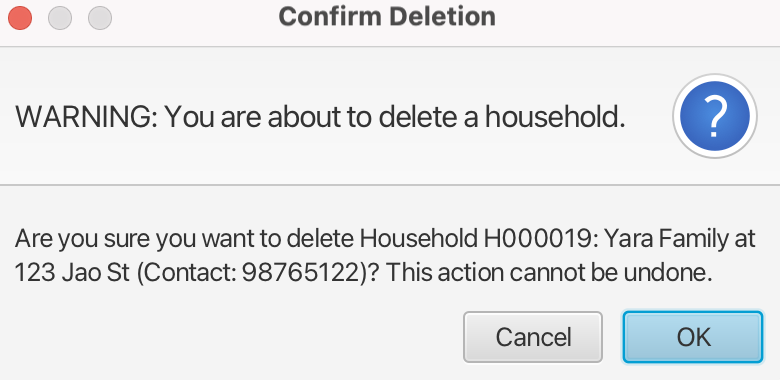 Confirm Deletion
WARNING: You are about to delete a household.
?
Are you sure you want to delete Household H000019: Yara Family at
123 Jao St (Contact: 98765122)? This action cannot be undone.
Cancel
OK